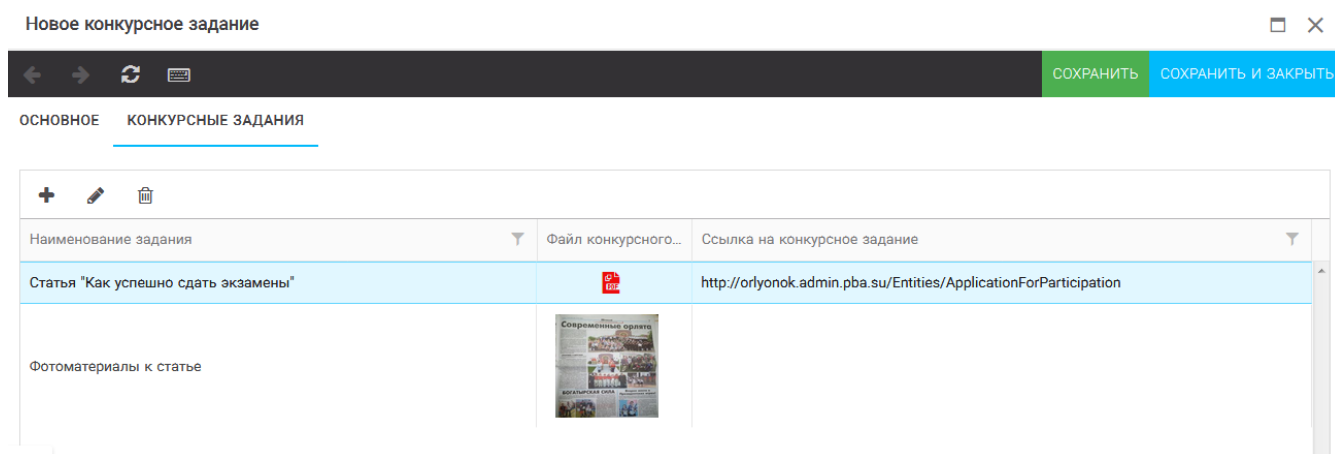 Новое конкурсное задание
СОХРАНИТЬ СОХРАНИТЬ И ЗАКРЫТЬ
ОСНОВНОЕ КОНКУРСНЫЕ ЗАДАНИЯ
Наименование задания Файл конкурсного... Ссылка на конкурсное задание
Статья "Как успешно сдать экзамены" PDF http://orlyonok.admin.pba.su/Entities/ApplicationForParticipation
Современные орлята
Фотоматериалы к статье
БОГАТЫРСКАЯ СИЛА